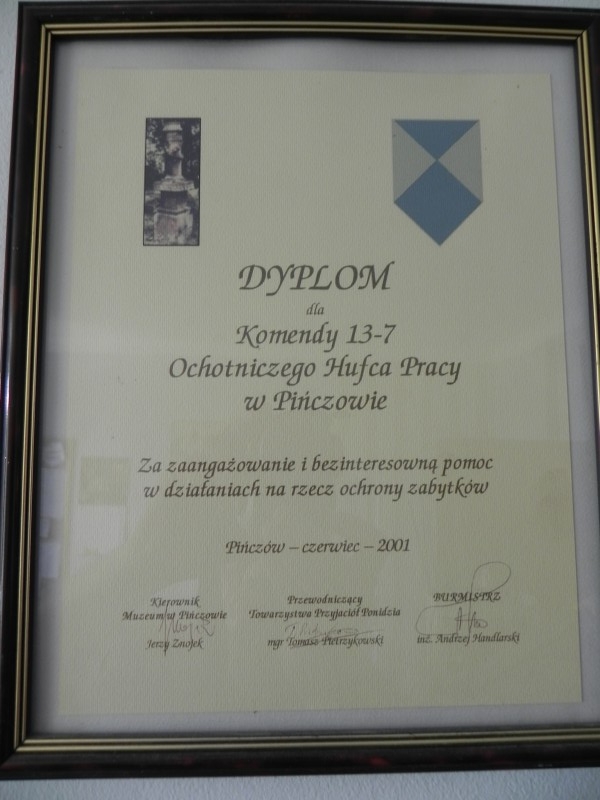 DYPLOM
dla
Komendy 13-7
Ochotniczego Hufca Pracy
w Pińczowie
Za zaangażowanie i bezinteresowną pomoc
w działaniach na rzecz ochrony zabytków
Pińczów – czerwiec – 2001
Kierownik
Muzeum w Pińczowie
Jerzy Znojek
Przewodniczący
Towarzystwa Przyjaciół Ponidzia
mgr Tomasz Pietrzykowski
BURMISTRZ
inż. Andrzej Handlarski